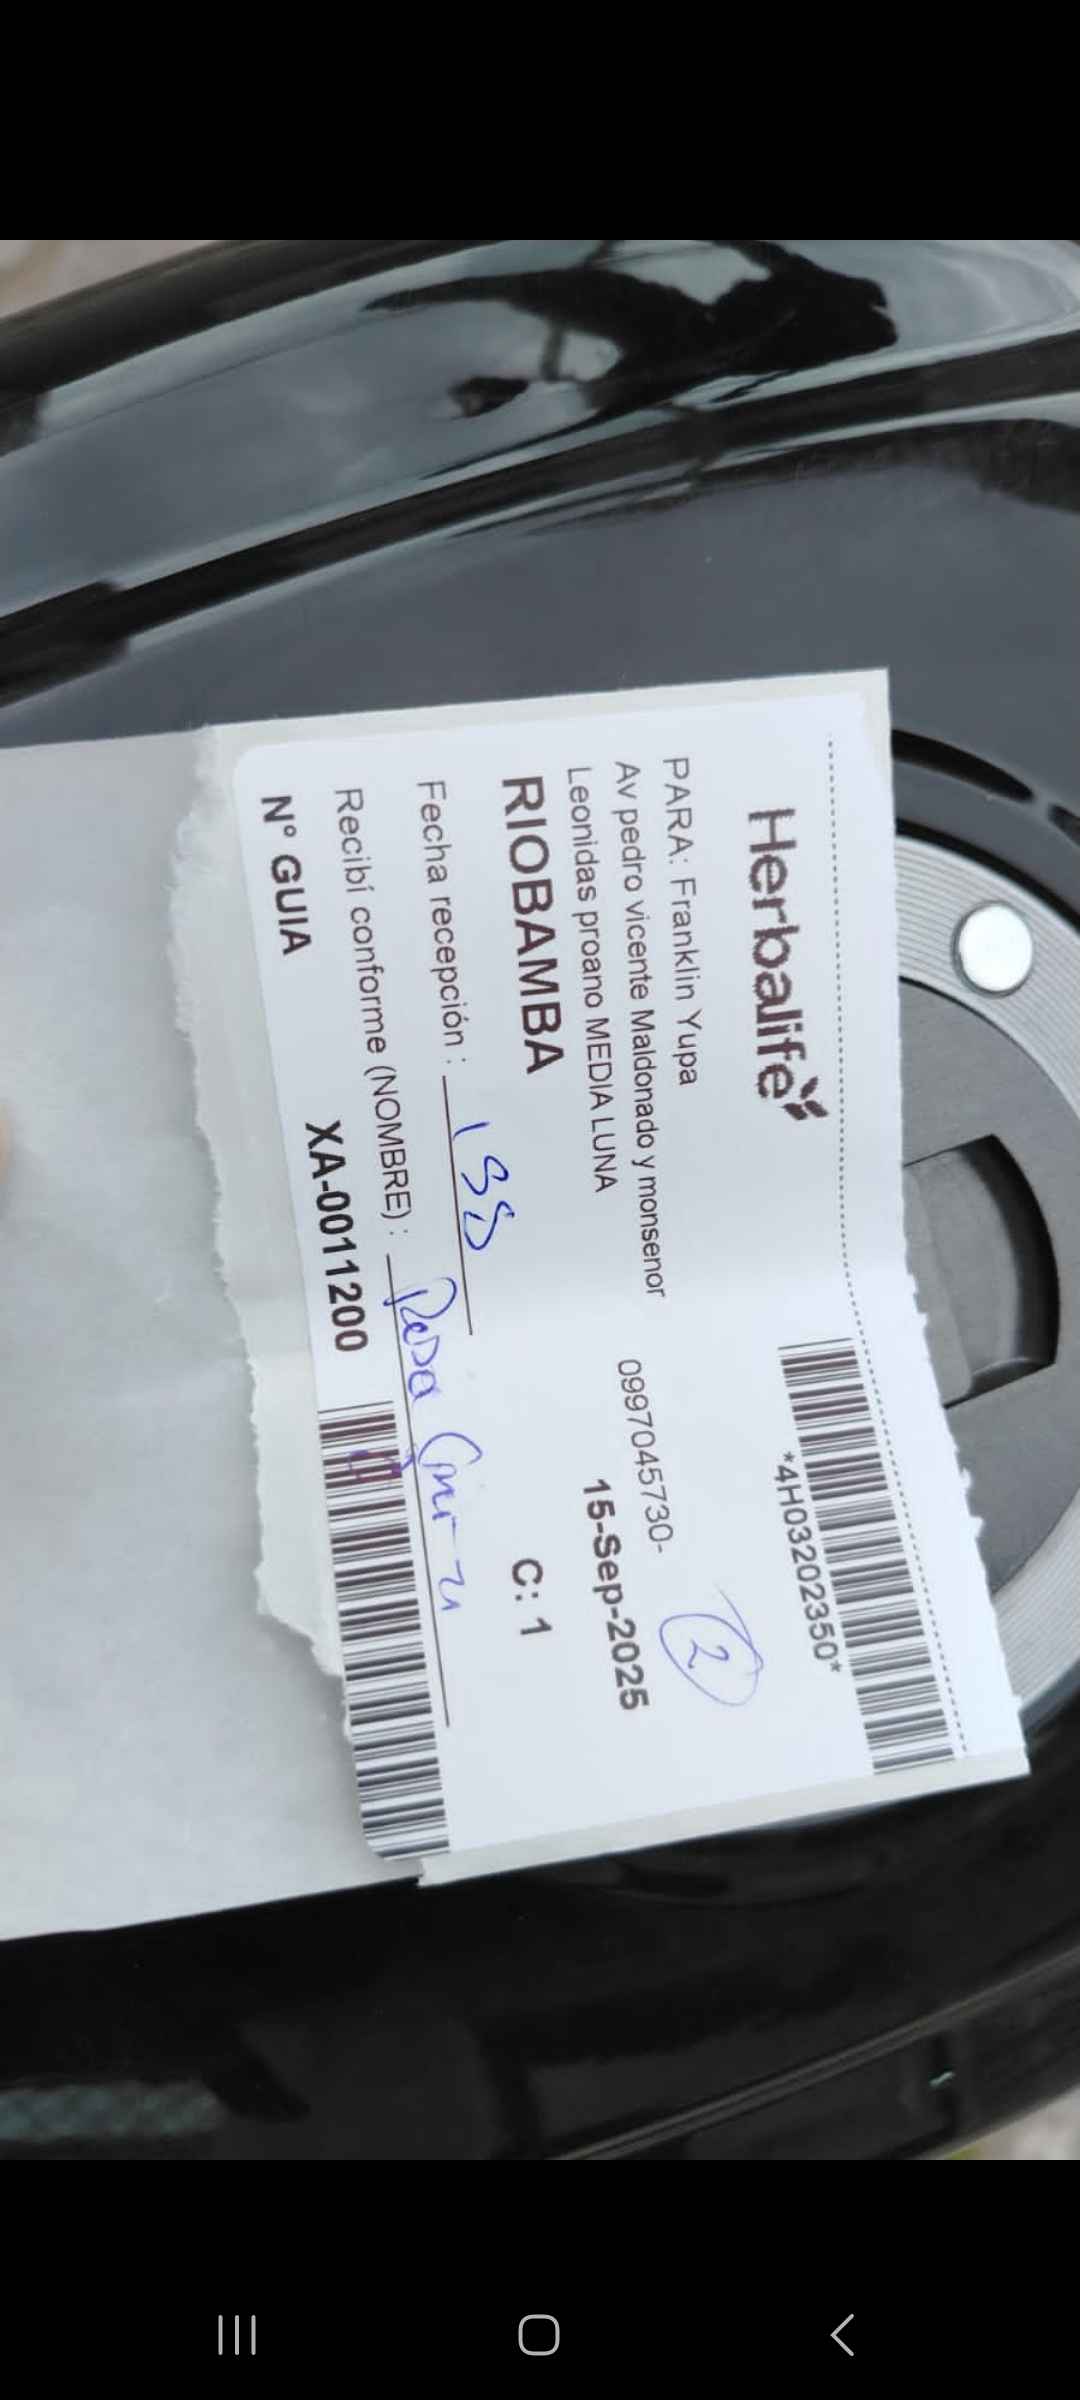 Herbalife
*4H03202350*
PARA: Franklin Yupa
Av pedro vicente Maldonado y monsenor
0997045730-
2
Leonidas proano MEDIA LUNA
15-Sep-2025
RIOBAMBA
C: 1
Fecha recepción :
Recibí conforme (NOMBRE) :
N° GUIA XA-0011200